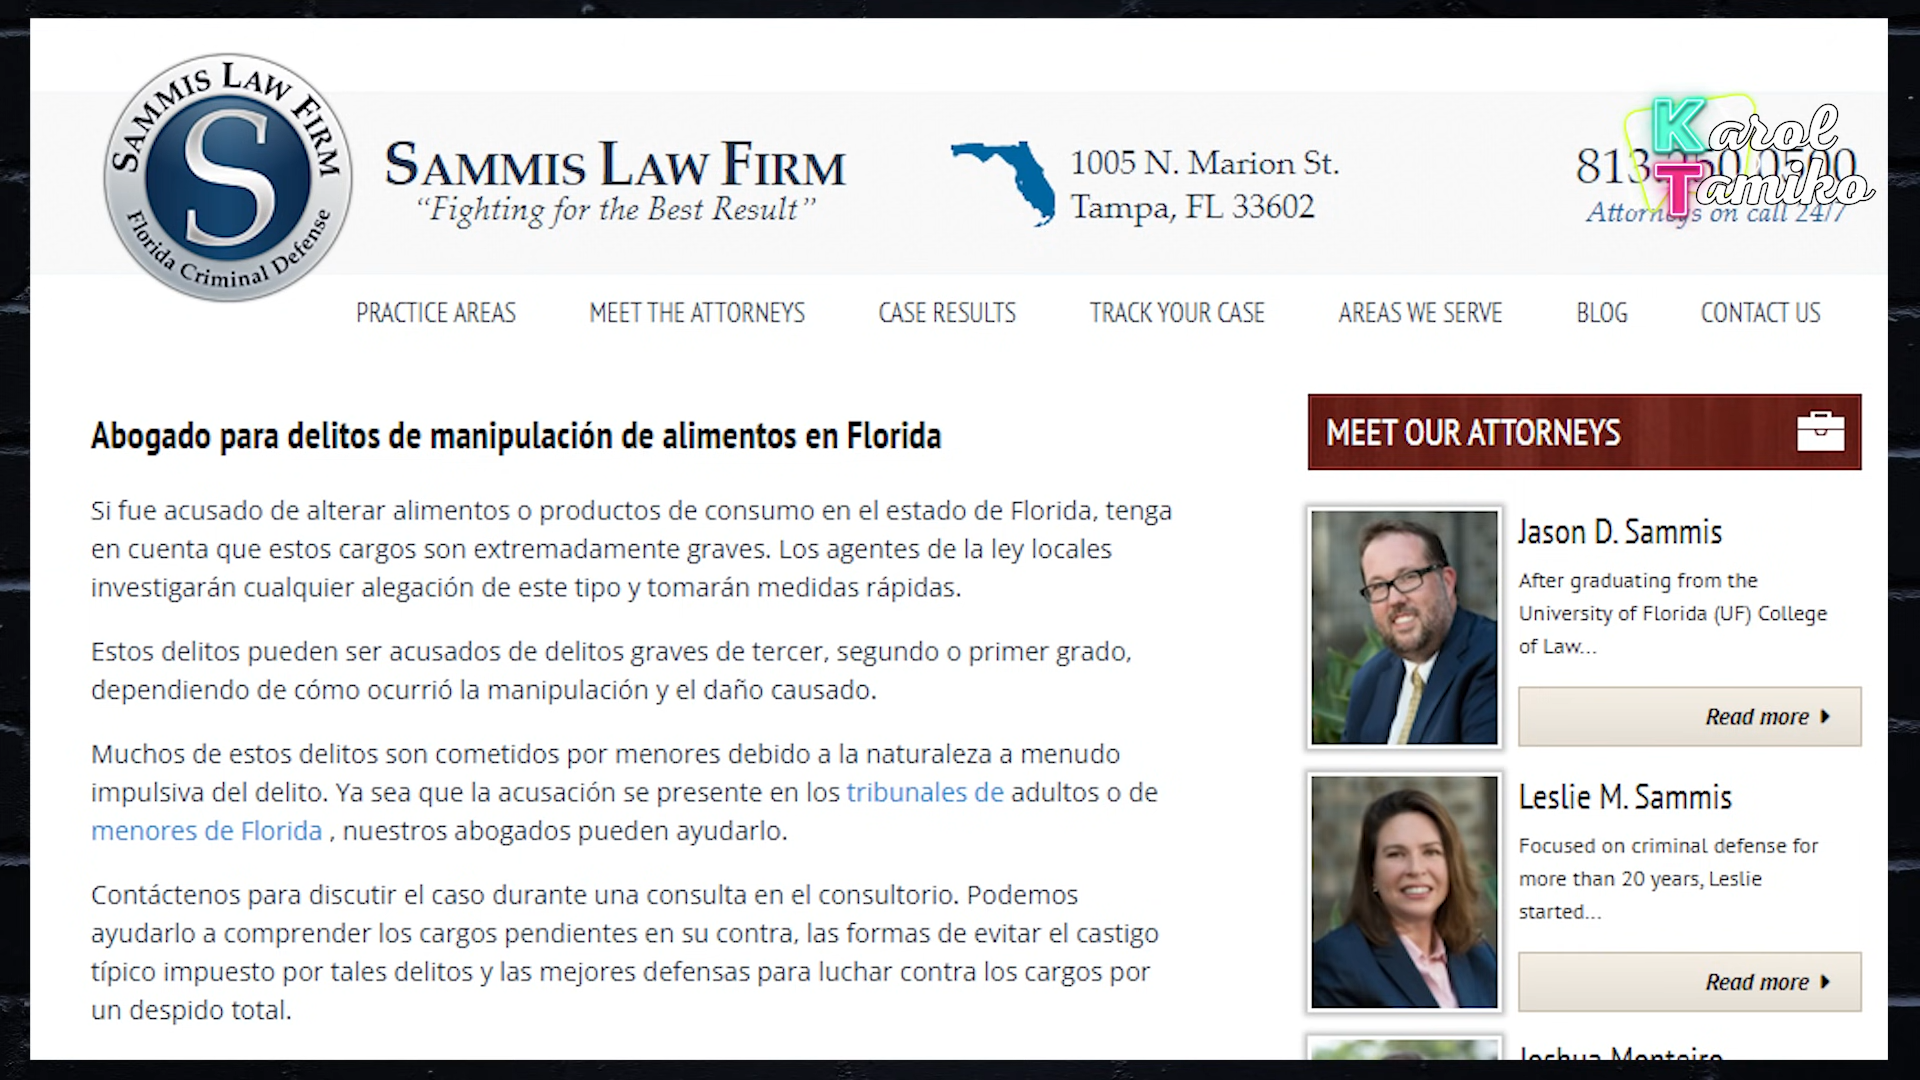 SAMMIS LAW FIRM
Florida Criminal Defense
S
SAMMIS LAW FIRM
“Fighting for the Best Result”
1005 N. Marion St.
Tampa, FL 33602
Karol
Tamiko
Attorneys on call 24/7
PRACTICE AREAS
MEET THE ATTORNEYS
CASE RESULTS
TRACK YOUR CASE
AREAS WE SERVE
BLOG
CONTACT US
Abogado para delitos de manipulación de alimentos en Florida
Si fue acusado de alterar alimentos o productos de consumo en el estado de Florida, tenga
en cuenta que estos cargos son extremadamente graves. Los agentes de la ley locales
investigarán cualquier alegación de este tipo y tomarán medidas rápidas.
Estos delitos pueden ser acusados de delitos graves de tercer, segundo o primer grado,
dependiendo de cómo ocurrió la manipulación y el daño causado.
Muchos de estos delitos son cometidos por menores debido a la naturaleza a menudo
impulsiva del delito. Ya sea que la acusación se presente en los tribunales de adultos o de
menores de Florida , nuestros abogados pueden ayudarlo.
Contáctenos para discutir el caso durante una consulta en el consultorio. Podemos
ayudarlo a comprender los cargos pendientes en su contra, las formas de evitar el castigo
típico impuesto por tales delitos y las mejores defensas para luchar contra los cargos por
un despido total.
MEET OUR ATTORNEYS
Jason D. Sammis
After graduating from the
University of Florida (UF) College
of Law...
Read more
Leslie M. Sammis
Focused on criminal defense for
more than 20 years, Leslie
started...
Read more